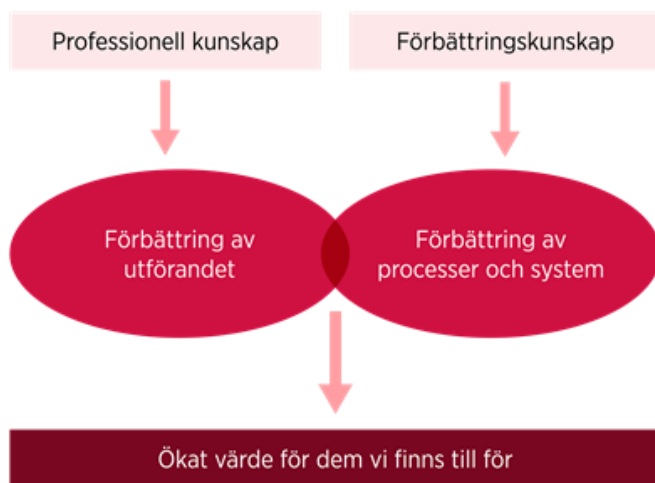 Professionell kunskap
Förbättringskunskap
Förbättring av
utförandet
Förbättring av
processer och system
Ökat värde för dem vi finns till för